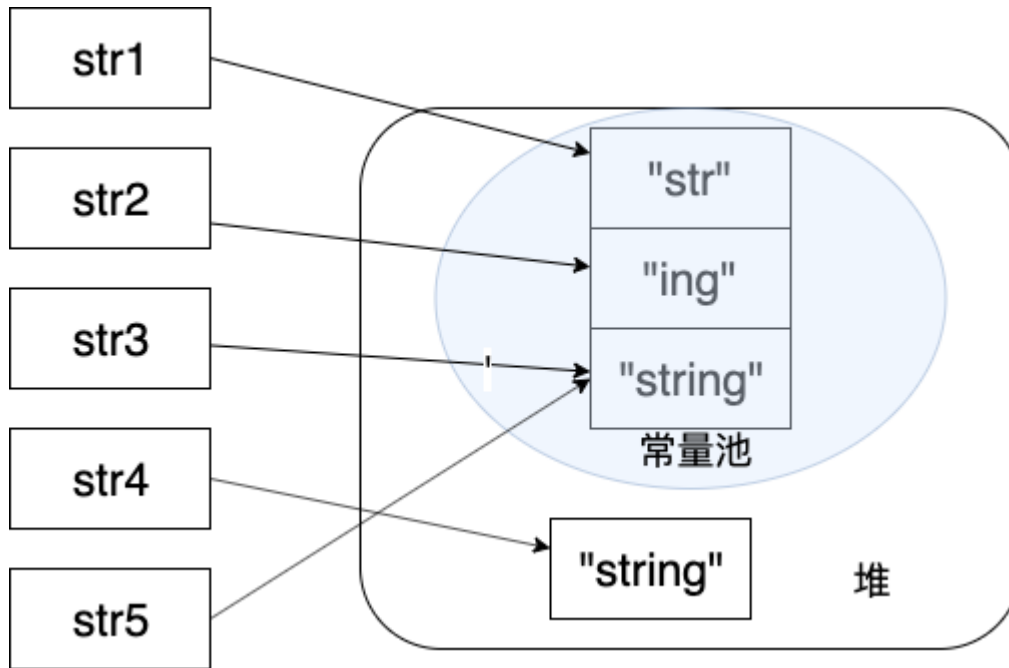 str1
str2
str3
str4
str5
"str"
"ing"
'
"string"
常量池
"string"
堆